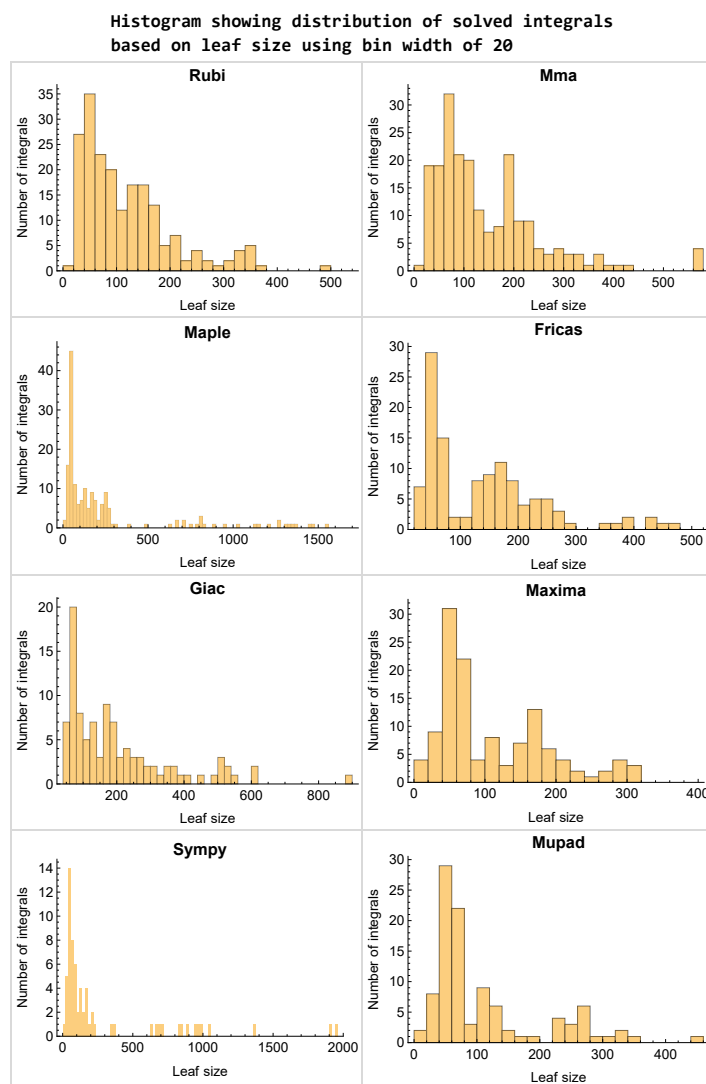 Histogram showing distribution of solved integrals
based on leaf size using bin width of 20
Rubi
Number of integrals
35
30
25
20
15
10
5
0
0 100 200 300 400 500
Leaf size
Mma
Number of integrals
30
25
20
15
10
5
0
0 100 200 300 400 500
Leaf size
Maple
Number of integrals
40
30
20
10
0
0 500 1000 1500
Leaf size
Fricas
Number of integrals
30
25
20
15
10
5
0
100 200 300 400 500
Leaf size
Giac
Number of integrals
20
15
10
5
0
200 400 600 800
Leaf size
Maxima
Number of integrals
30
20
10
0
0 100 200 300 400
Leaf size
Sympy
Number of integrals
14
12
10
8
6
4
2
0
0 500 1000 1500 2000
Leaf size
Mupad
Number of integrals
30
25
20
15
10
5
0
0 100 200 300 400
Leaf size